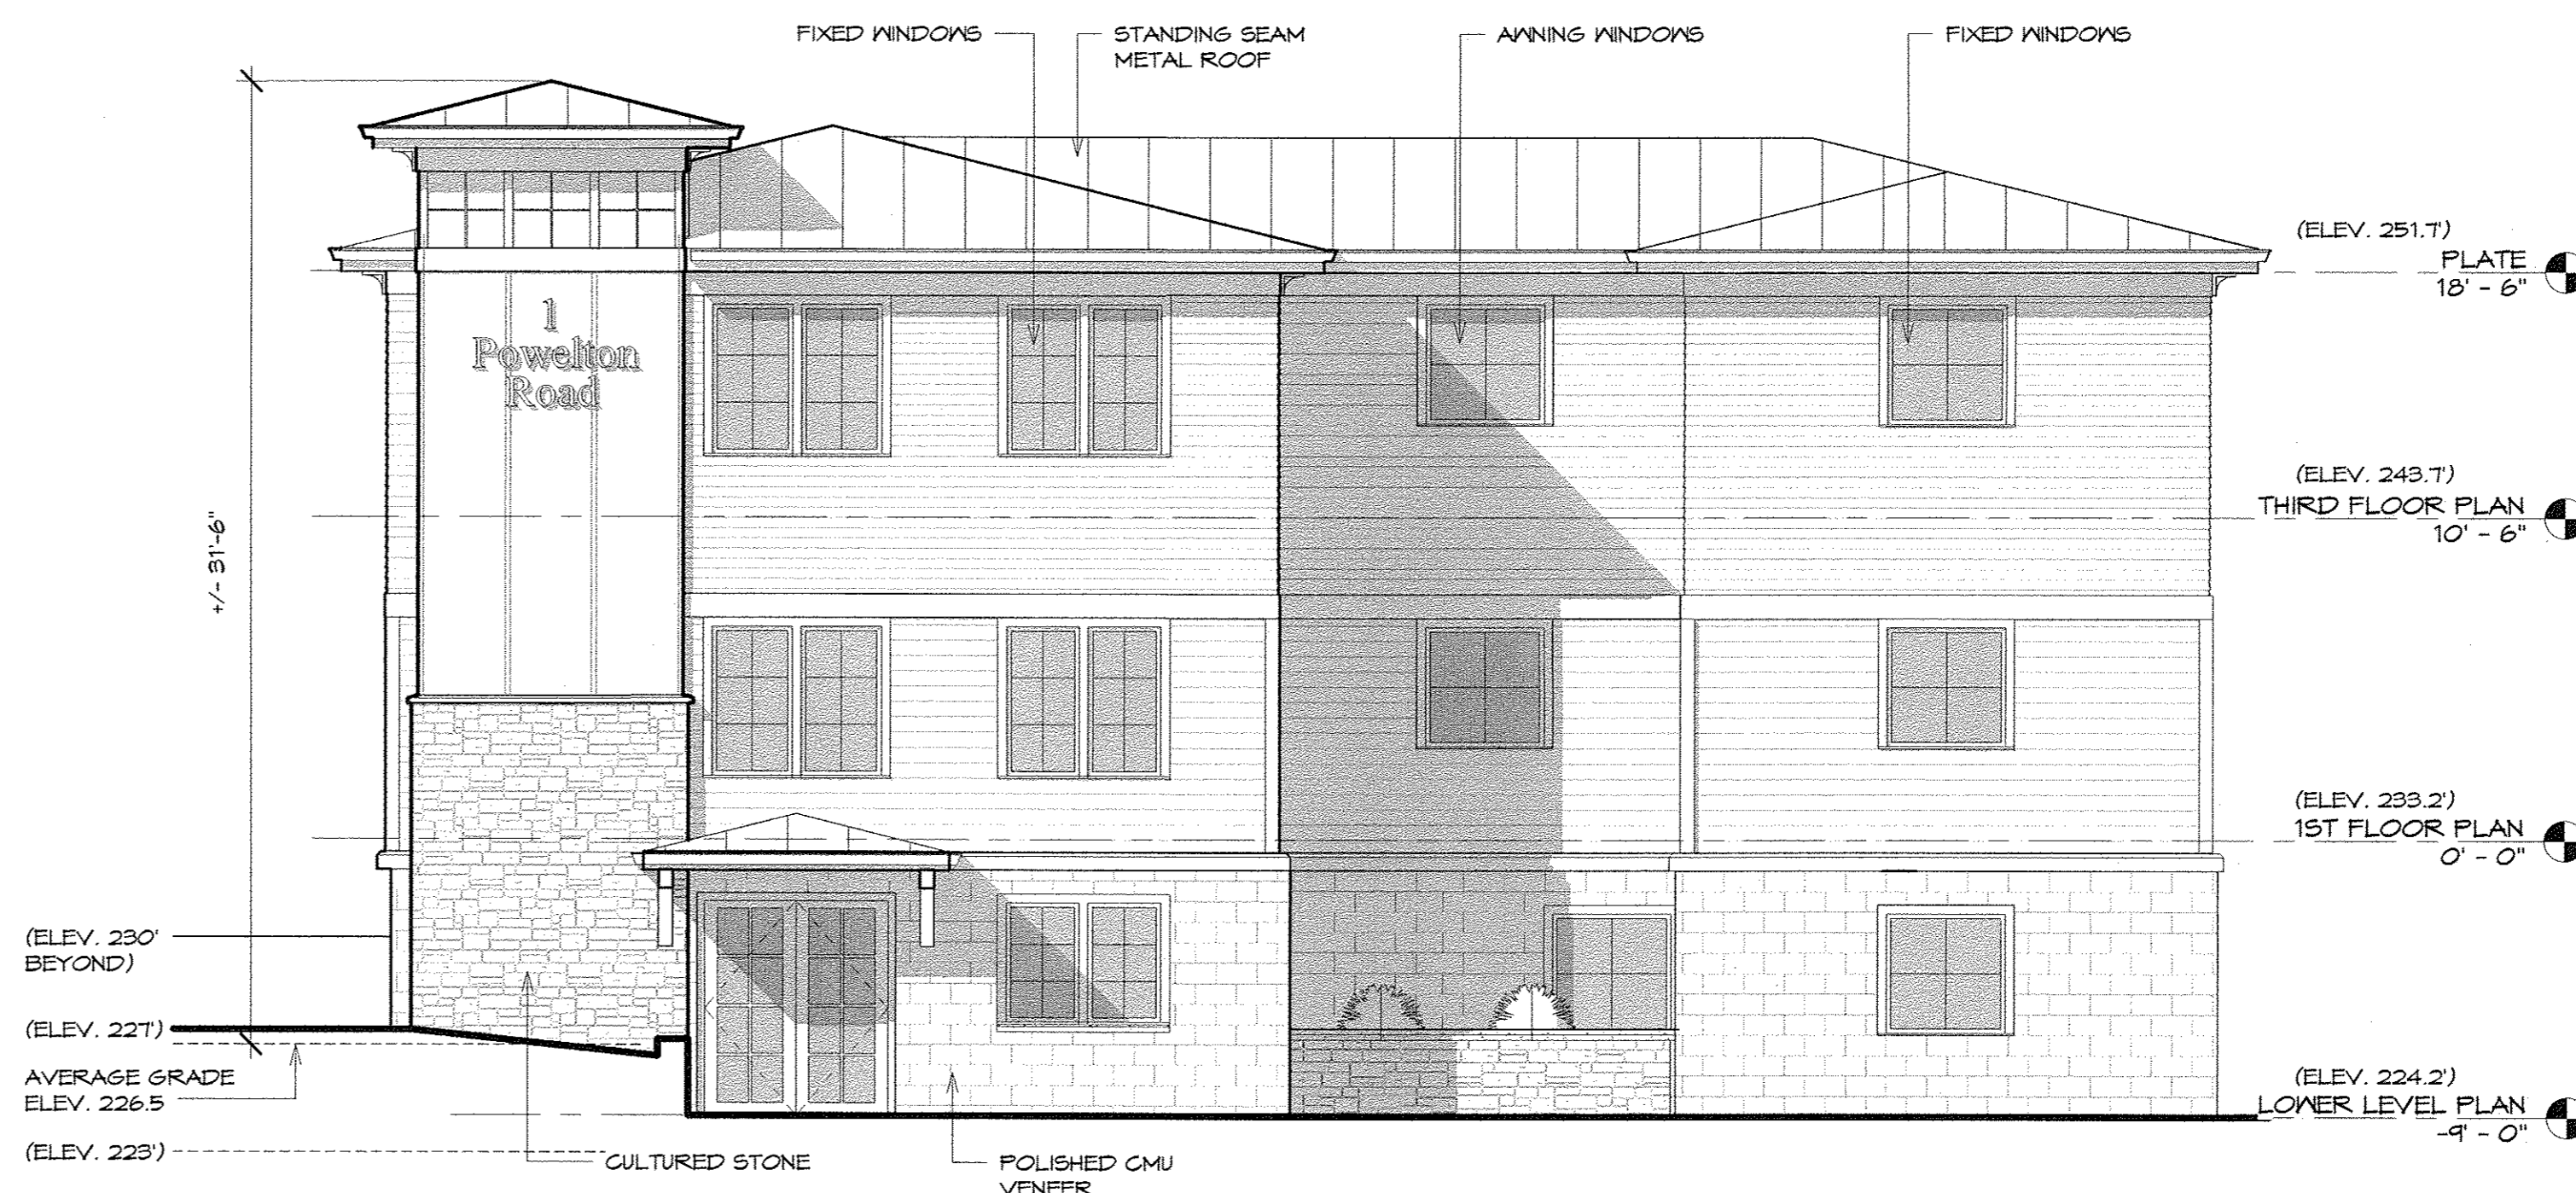 FIXED WINDOWS
STANDING SEAM
METAL ROOF
AWNING WINDOWS
FIXED WINDOWS
(ELEV. 251.7')
PLATE
18' - 6"
1
Powelton
Road
(ELEV. 243.7')
THIRD FLOOR PLAN
10' - 6"
+/- 31'-6"
(ELEV. 233.2')
1ST FLOOR PLAN
0' - 0"
(ELEV. 230'
BEYOND)
(ELEV. 227')
AVERAGE GRADE
ELEV. 226.5
(ELEV. 224.2')
LOWER LEVEL PLAN
-9' - 0"
(ELEV. 223')
CULTURED STONE
POLISHED CMU
VENEER